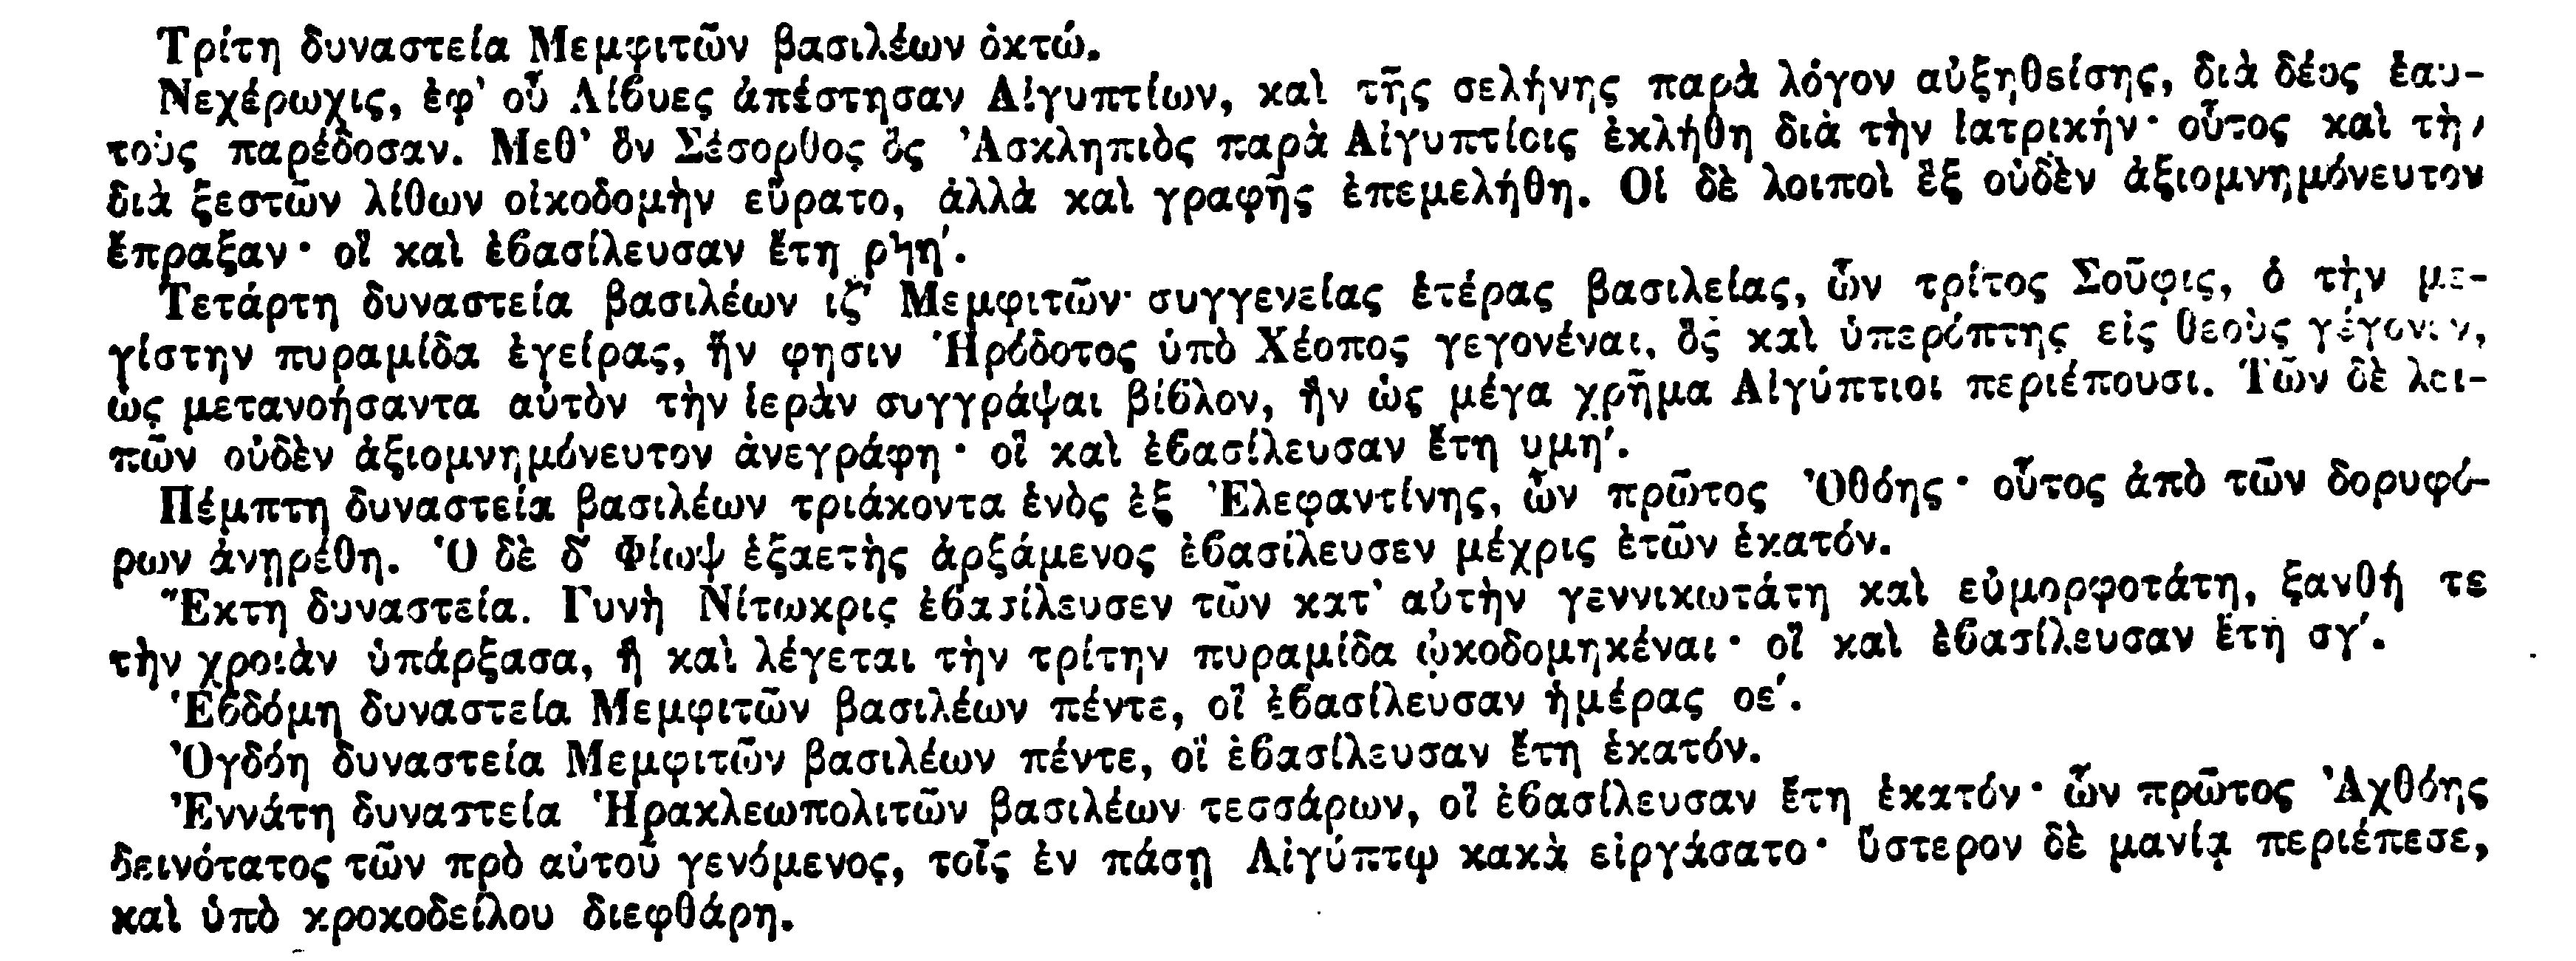 Τρίτη δυναστεία Μεμφιτῶν βασιλέων ὀκτώ.
Νεχέρωχις, ἐφ' οὗ Λίϐυες ἀπέστησαν Αἰγυπτίων, καὶ τῆς σελήνης παρὰ λόγον αὐξηθείσης, διὰ δέος ἑαυ-
τοὺς παρέδοσαν. Μεθ' ὃν Σέσορθος ὃς Ἀσκληπιὸς παρὰ Αἰγυπτίοις ἐκλήθη διὰ τὴν ἰατρικήν· οὗτος καὶ τὴν
διὰ ξεστῶν λίθων οἰκοδομὴν εὕρατο, ἀλλὰ καὶ γραφῆς ἐπεμελήθη. Οἱ δὲ λοιποὶ ἓξ οὐδὲν ἀξιομνημόνευτον
ἔπραξαν· οἳ καὶ ἐϐασίλευσαν ἔτη ρϟη'.
Τετάρτη δυναστεία βασιλέων ιζ' Μεμφιτῶν· συγγενείας ἑτέρας βασιλείας, ὧν τρίτος Σοῦφις, ὁ τὴν με-
γίστην πυραμίδα ἐγείρας, ἥν φησιν Ἡρόδοτος ὑπὸ Χέοπος γεγονέναι, ὃς καὶ ὑπερόπτης εἰς θεοὺς γέγονεν,
ὡς μετανοήσαντα αὐτὸν τὴν ἱερὰν συγγράψαι βίϐλον, ἣν ὡς μέγα χρῆμα Αἰγύπτιοι περιέπουσι. Τῶν δὲ λοι-
πῶν οὐδὲν ἀξιομνημόνευτον ἀνεγράφη· οἳ καὶ ἐϐασίλευσαν ἔτη υμη'.
Πέμπτη δυναστεία βασιλέων τριάκοντα ἑνὸς ἐξ Ἐλεφαντίνης, ὧν πρῶτος Ὀθόης· οὗτος ἀπὸ τῶν δορυφό-
ρων ἀνῃρέθη. Ὁ δὲ δ' Φίωψ ἑξαετὴς ἀρξάμενος ἐϐασίλευσεν μέχρις ἐτῶν ἑκατόν.
Ἕκτη δυναστεία. Γυνὴ Νίτωκρις ἐϐασίλευσεν τῶν κατ' αὐτὴν γεννικωτάτη καὶ εὐμορφοτάτη, ξανθή τε
τὴν χροιὰν ὑπάρξασα, ἣ καὶ λέγεται τὴν τρίτην πυραμίδα ᾠκοδομηκέναι· οἳ καὶ ἐϐασίλευσαν ἔτη σγ'.
Ἑϐδόμη δυναστεία Μεμφιτῶν βασιλέων πέντε, οἳ ἐϐασίλευσαν ἡμέρας οε'.
Ὀγδόη δυναστεία Μεμφιτῶν βασιλέων πέντε, οἳ ἐϐασίλευσαν ἔτη ἑκατόν.
Ἐννάτη δυναστεία Ἡρακλεωπολιτῶν βασιλέων τεσσάρων, οἳ ἐϐασίλευσαν ἔτη ἑκατόν· ὧν πρῶτος Ἀχθόης
δεινότατος τῶν πρὸ αὐτοῦ γενόμενος, τοῖς ἐν πάσῃ Αἰγύπτῳ κακὰ εἰργάσατο· ὕστερον δὲ μανίᾳ περιέπεσε,
καὶ ὑπὸ κροκοδείλου διεφθάρη.